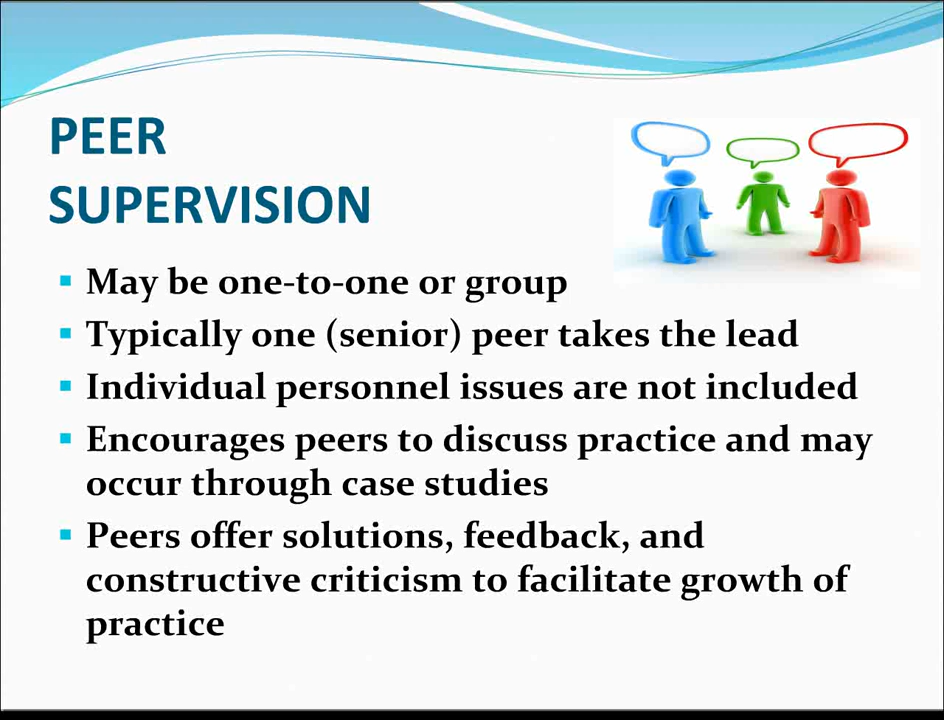 PEER
SUPERVISION
▪ May be one-to-one or group
▪ Typically one (senior) peer takes the lead
▪ Individual personnel issues are not included
▪ Encourages peers to discuss practice and may
occur through case studies
▪ Peers offer solutions, feedback, and
constructive criticism to facilitate growth of
practice